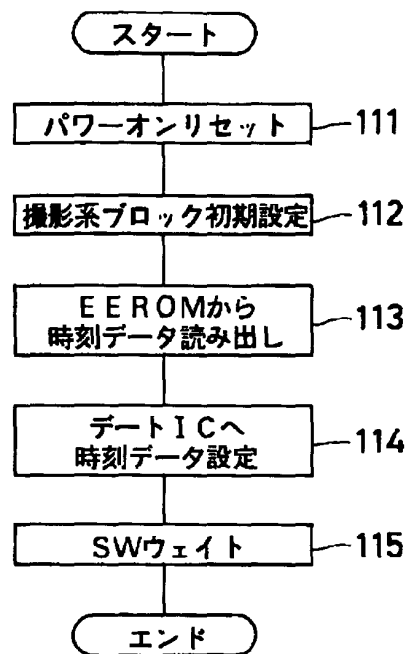 スタート
パワーオンリセット 111
撮影系ブロック初期設定 112
EEROMから
時刻データ読み出し 113
デートICへ
時刻データ設定 114
SWウェイト 115
エンド